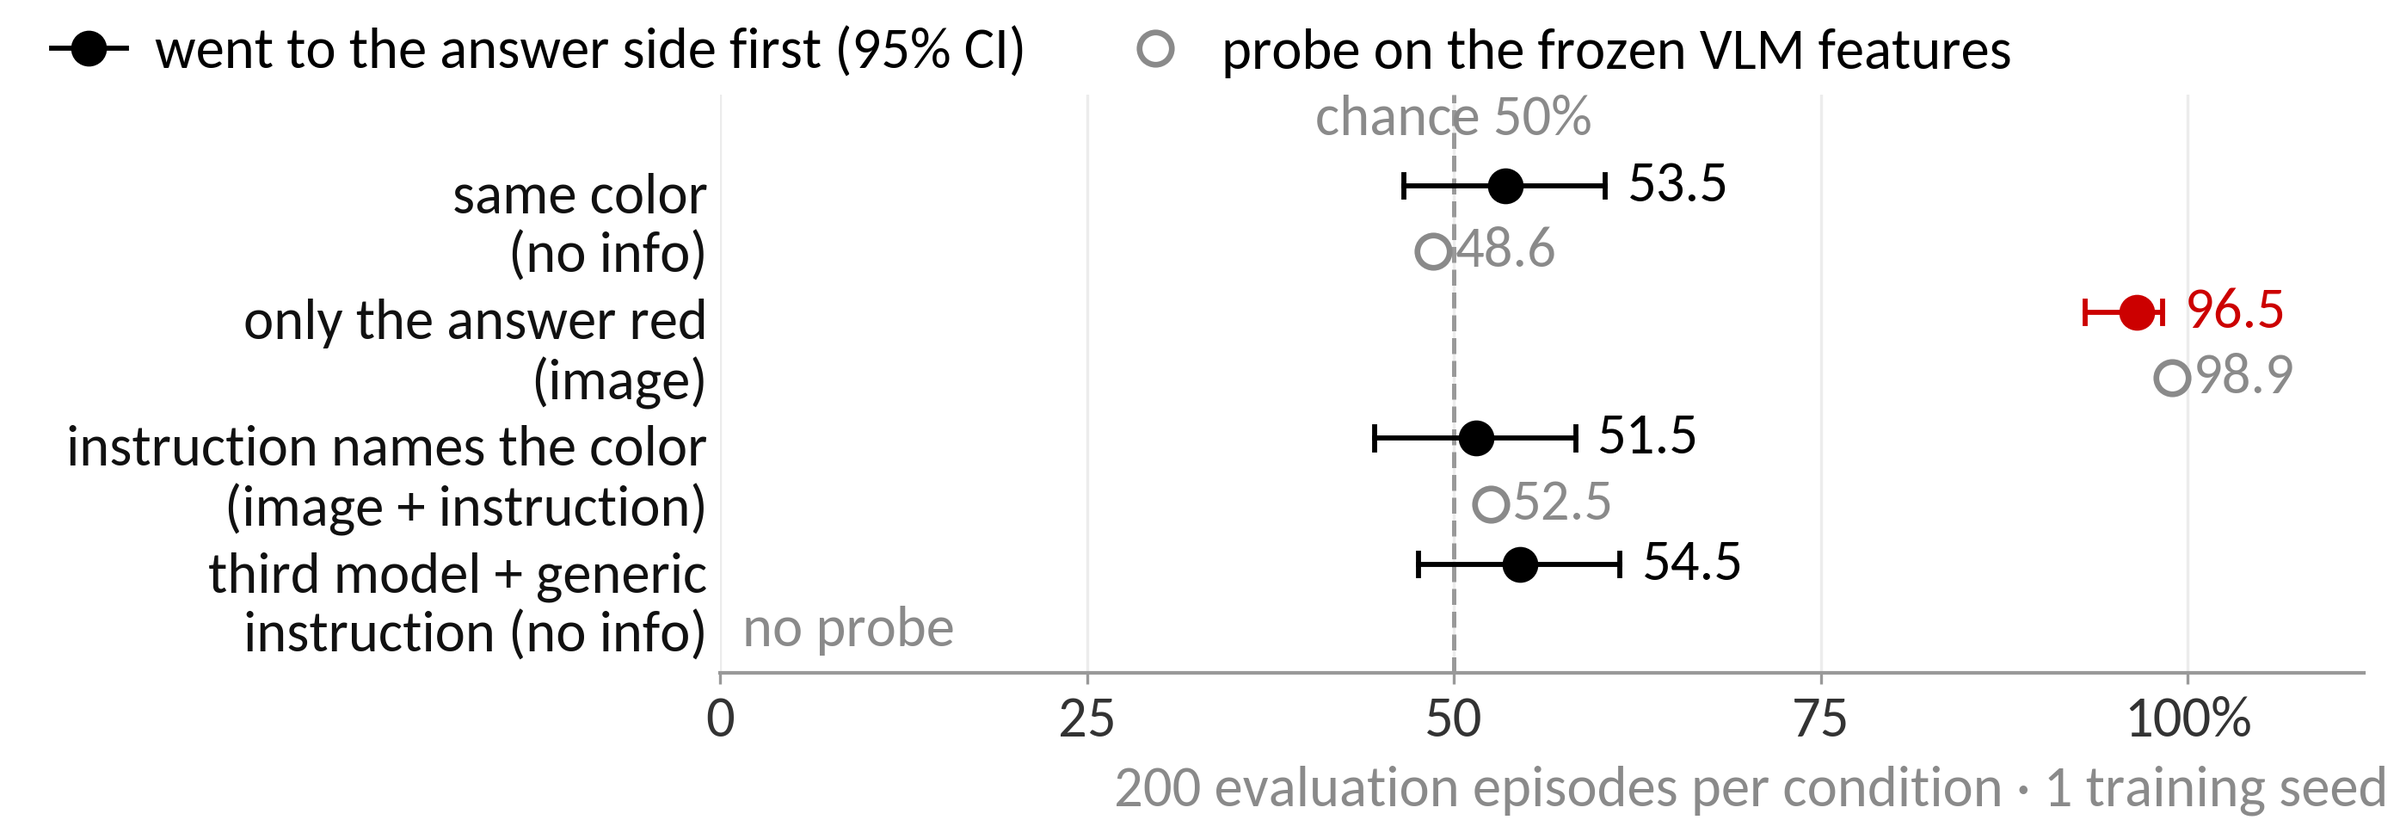 went to the answer side first (95% CI)
probe on the frozen VLM features
chance 50%
same color
(no info)
53.5
48.6
only the answer red
(image)
96.5
98.9
instruction names the color
(image + instruction)
51.5
52.5
third model + generic
instruction (no info)
54.5
no probe
0 25 50 75 100%
200 evaluation episodes per condition · 1 training seed